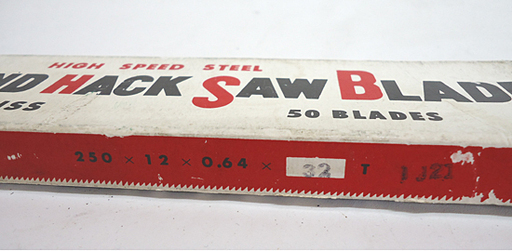 HIGH SPEED STEEL
ND HACK SAW BLAD
ISS
50 BLADES
250 × 12 × 0.64 × 32 T